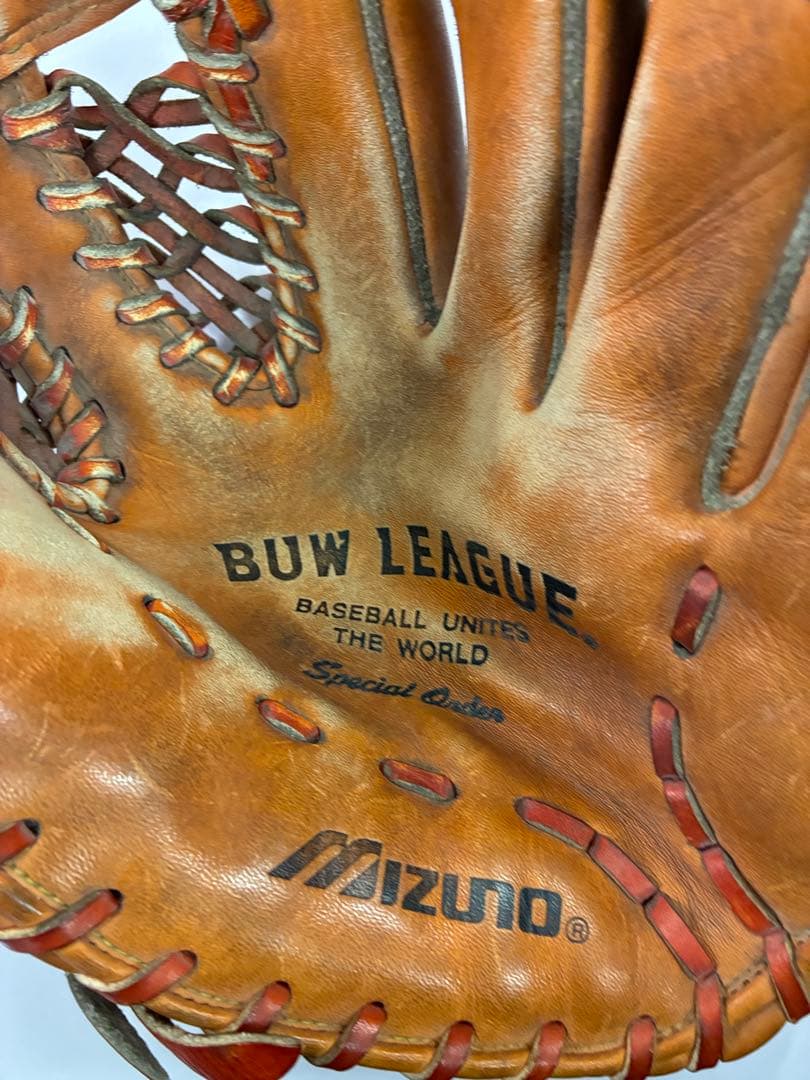 BUW LEAGUE.
BASEBALL UNITES
THE WORLD
Special Order
MIZUNO®